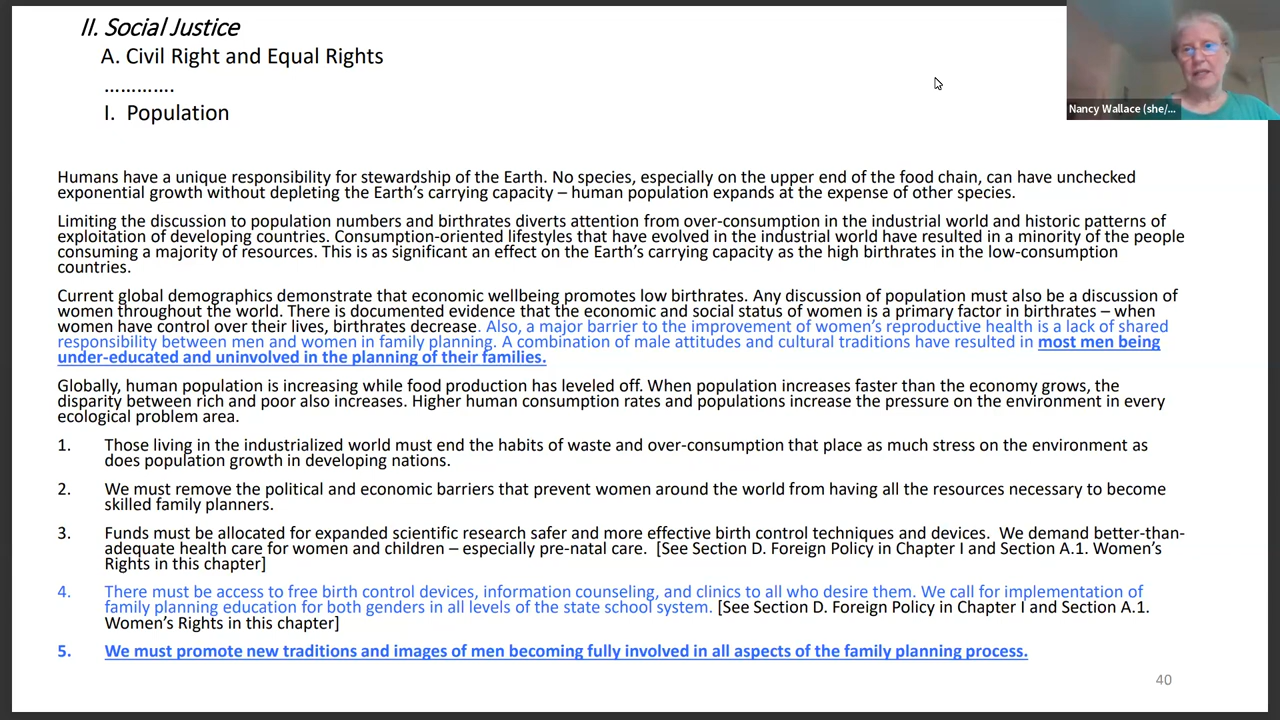 II. Social Justice
A. Civil Right and Equal Rights
………….
I. Population
Nancy Wallace (she/...
Humans have a unique responsibility for stewardship of the Earth. No species, especially on the upper end of the food chain, can have unchecked
exponential growth without depleting the Earth's carrying capacity – human population expands at the expense of other species.
Limiting the discussion to population numbers and birthrates diverts attention from over-consumption in the industrial world and historic patterns of
exploitation of developing countries. Consumption-oriented lifestyles that have evolved in the industrial world have resulted in a minority of the people
consuming a majority of resources. This is as significant an effect on the Earth's carrying capacity as the high birthrates in the low-consumption
countries.
Current global demographics demonstrate that economic wellbeing promotes low birthrates. Any discussion of population must also be a discussion of
women throughout the world. There is documented evidence that the economic and social status of women is a primary factor in birthrates – when
women have control over their lives, birthrates decrease. Also, a major barrier to the improvement of women's reproductive health is a lack of shared
responsibility between men and women in family planning. A combination of male attitudes and cultural traditions have resulted in most men being
under-educated and uninvolved in the planning of their families.
Globally, human population is increasing while food production has leveled off. When population increases faster than the economy grows, the
disparity between rich and poor also increases. Higher human consumption rates and populations increase the pressure on the environment in every
ecological problem area.
1. Those living in the industrialized world must end the habits of waste and over-consumption that place as much stress on the environment as
does population growth in developing nations.
2. We must remove the political and economic barriers that prevent women around the world from having all the resources necessary to become
skilled family planners.
3. Funds must be allocated for expanded scientific research safer and more effective birth control techniques and devices. We demand better-than-
adequate health care for women and children – especially pre-natal care. [See Section D. Foreign Policy in Chapter I and Section A.1. Women's
Rights in this chapter]
4. There must be access to free birth control devices, information counseling, and clinics to all who desire them. We call for implementation of
family planning education for both genders in all levels of the state school system. [See Section D. Foreign Policy in Chapter I and Section A.1.
Women's Rights in this chapter]
5. We must promote new traditions and images of men becoming fully involved in all aspects of the family planning process.
40